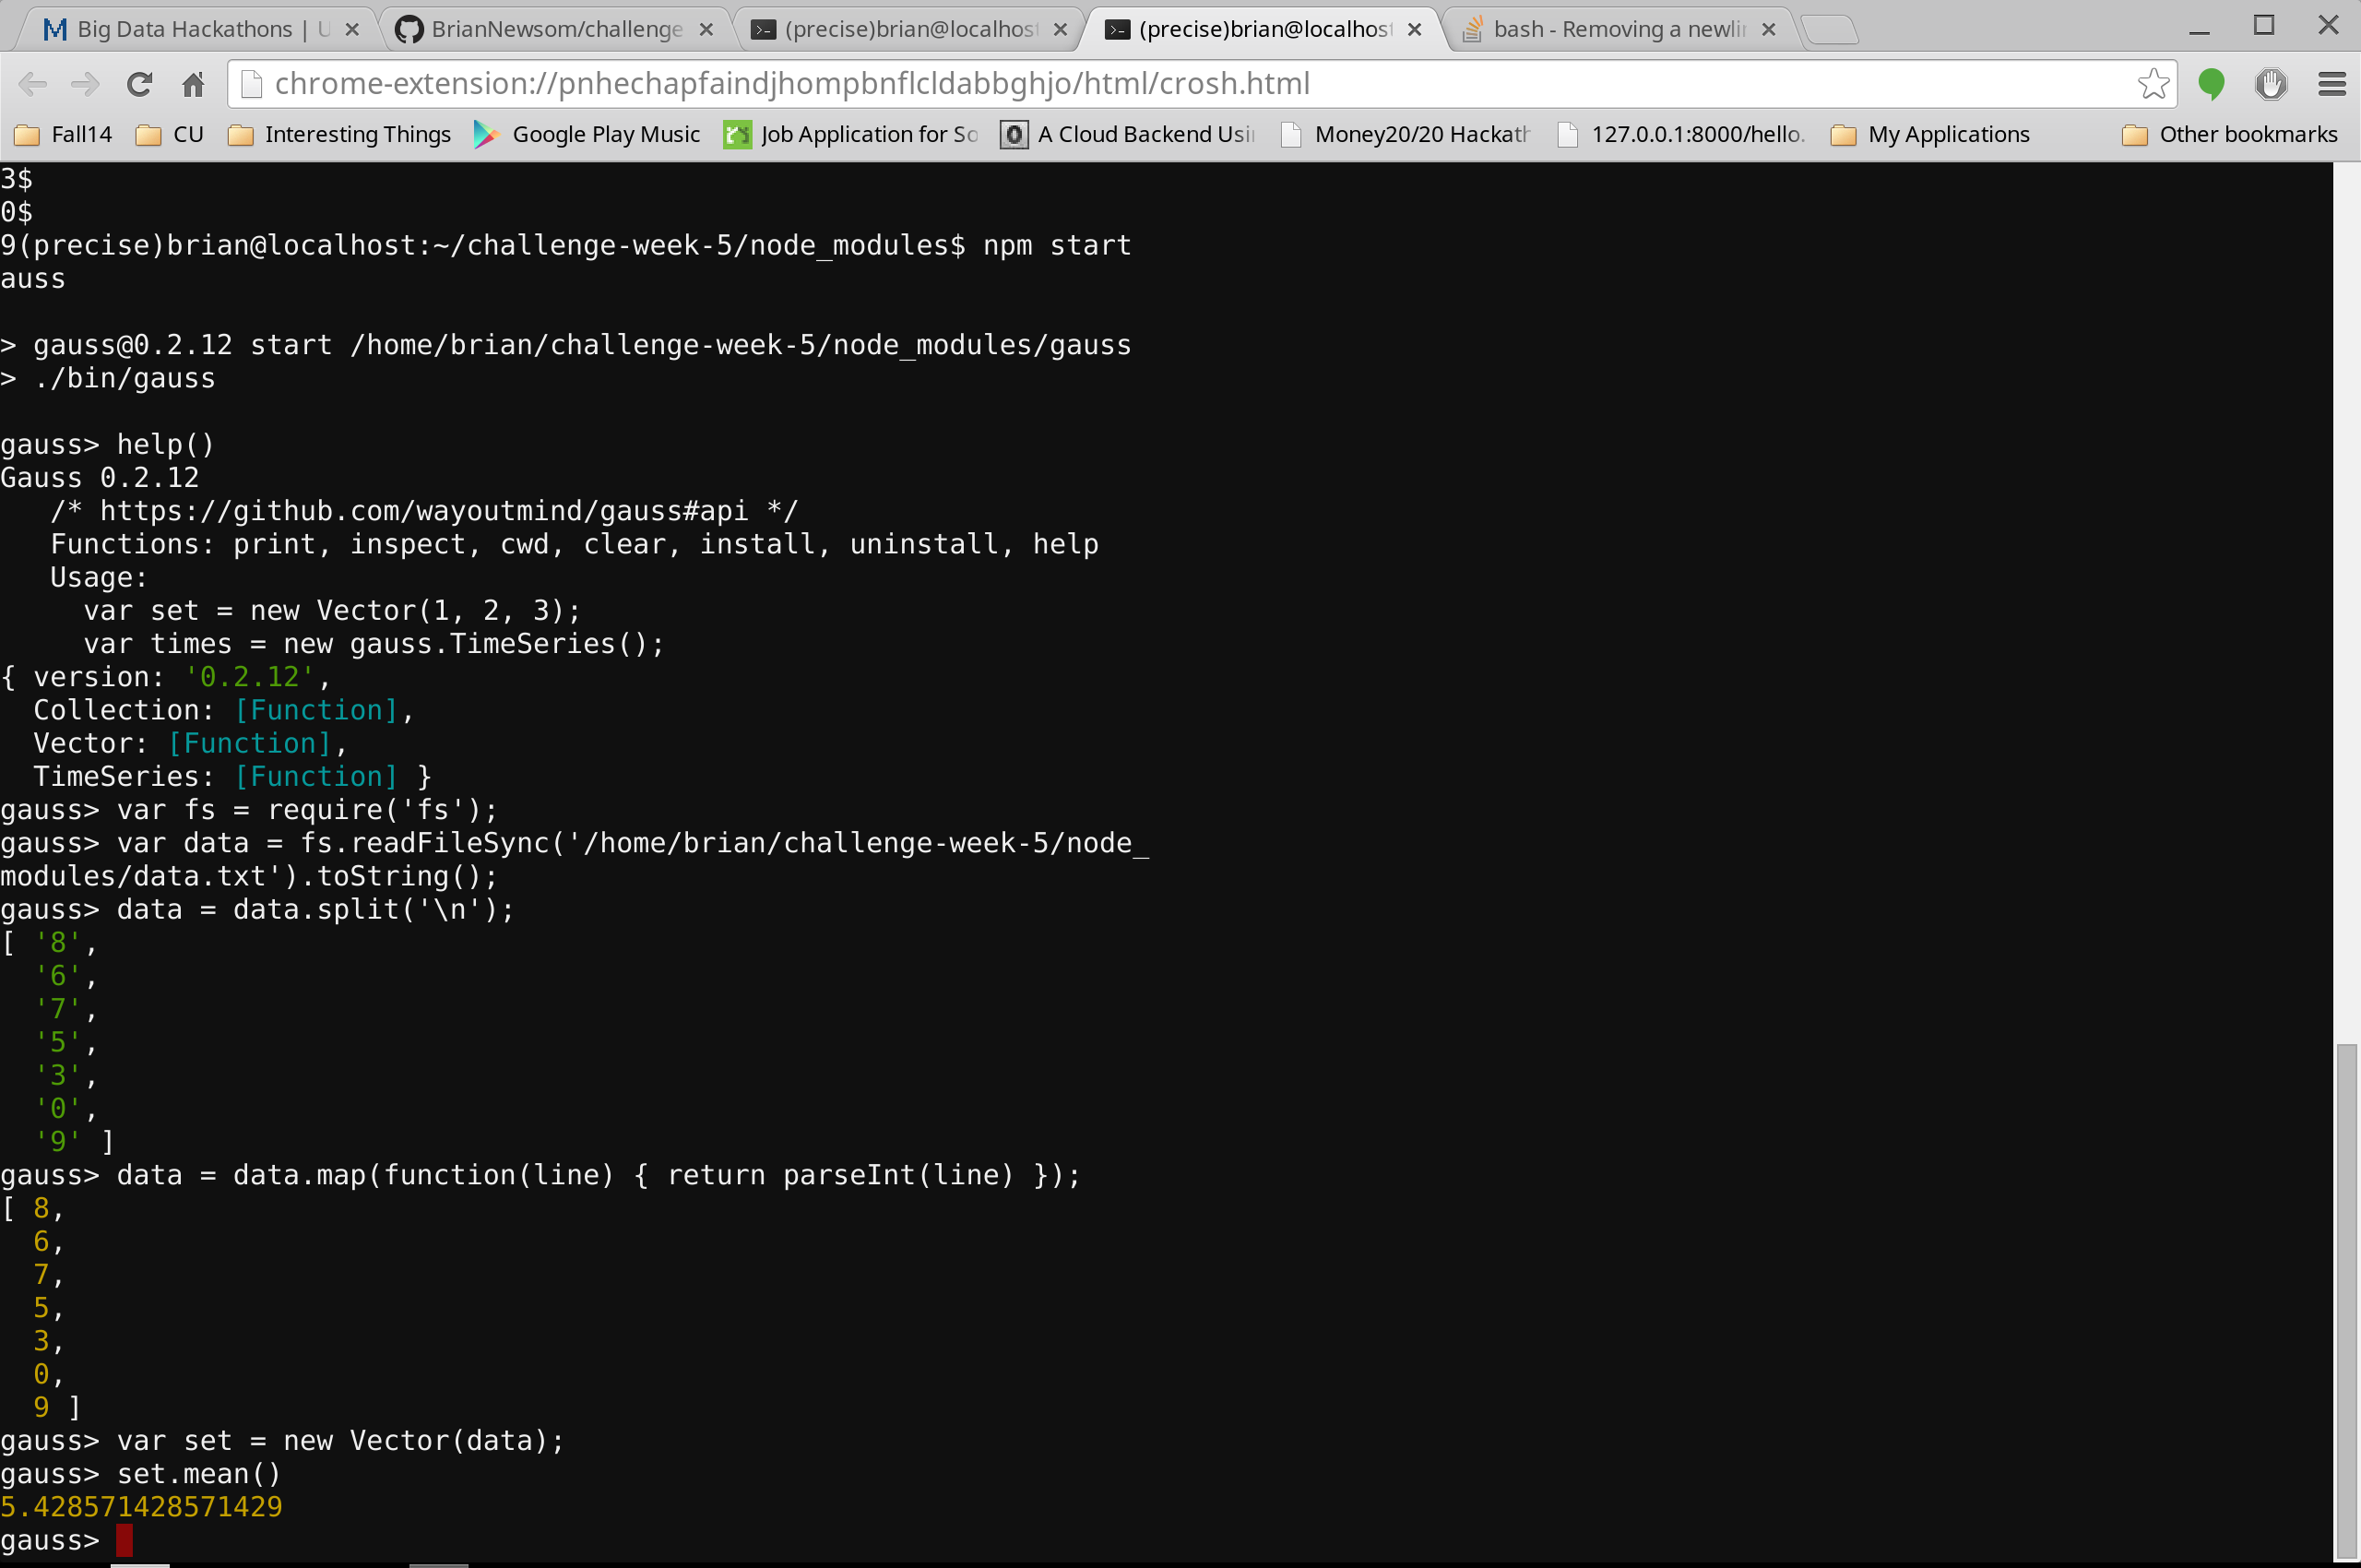 Big Data Hackathons | U
BrianNewsom/challenge
(precise)brian@localhost
(precise)brian@localhost
bash - Removing a newlin
chrome-extension://pnhechapfaindjhompbnflcldabbghjo/html/crosh.html
Fall14 CU Interesting Things Google Play Music Job Application for So A Cloud Backend Usin Money20/20 Hackath 127.0.0.1:8000/hello. My Applications Other bookmarks
3$
0$
9(precise)brian@localhost:~/challenge-week-5/node_modules$ npm start
auss
> gauss@0.2.12 start /home/brian/challenge-week-5/node_modules/gauss
> ./bin/gauss
gauss> help()
Gauss 0.2.12
/* https://github.com/wayoutmind/gauss#api */
Functions: print, inspect, cwd, clear, install, uninstall, help
Usage:
var set = new Vector(1, 2, 3);
var times = new gauss.TimeSeries();
{ version: '0.2.12',
Collection: [Function],
Vector: [Function],
TimeSeries: [Function] }
gauss> var fs = require('fs');
gauss> var data = fs.readFileSync('/home/brian/challenge-week-5/node_
modules/data.txt').toString();
gauss> data = data.split('\n');
[ '8',
'6',
'7',
'5',
'3',
'0',
'9' ]
gauss> data = data.map(function(line) { return parseInt(line) });
[ 8,
6,
7,
5,
3,
0,
9 ]
gauss> var set = new Vector(data);
gauss> set.mean()
5.428571428571429
gauss>